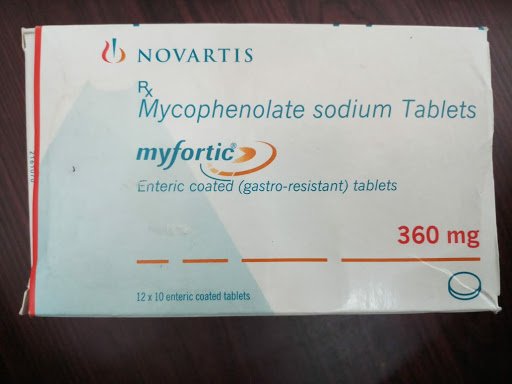 NOVARTIS
Rx
Mycophenolate sodium Tablets
myfortic®
Enteric coated (gastro-resistant) tablets
360 mg
12 x 10 enteric coated tablets